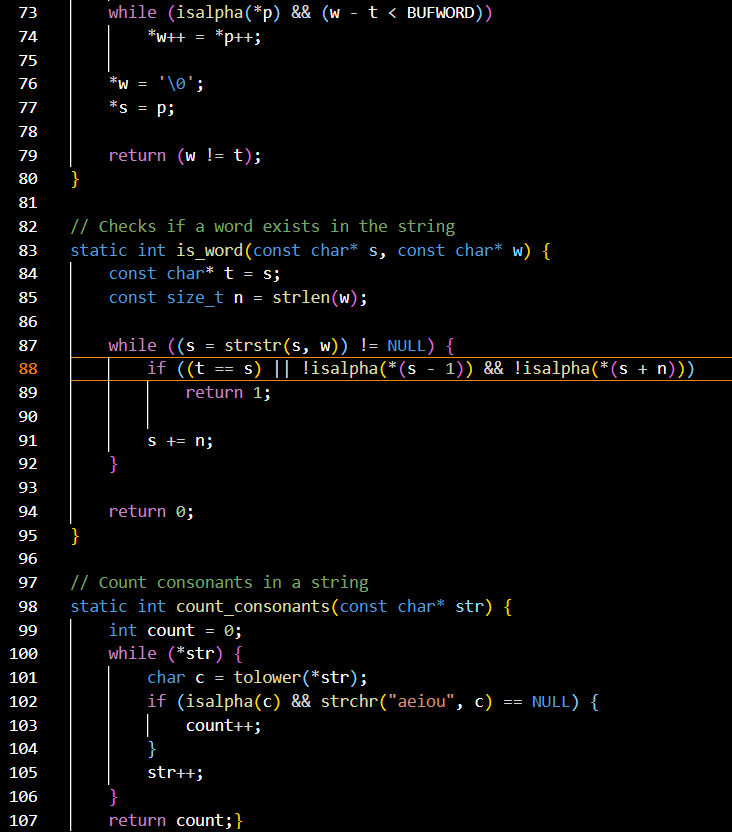 73 while (isalpha(*p) && (w - t < BUFWORD))
74 *w++ = *p++;
75
76 *w = '\0';
77 *s = p;
78
79 return (w != t);
80 }
81
82 // Checks if a word exists in the string
83 static int is_word(const char* s, const char* w) {
84 const char* t = s;
85 const size_t n = strlen(w);
86
87 while ((s = strstr(s, w)) != NULL) {
88 if ((t == s) || !isalpha(*(s - 1)) && !isalpha(*(s + n)))
89 return 1;
90
91 s += n;
92 }
93
94 return 0;
95 }
96
97 // Count consonants in a string
98 static int count_consonants(const char* str) {
99 int count = 0;
100 while (*str) {
101 char c = tolower(*str);
102 if (isalpha(c) && strchr("aeiou", c) == NULL) {
103 count++;
104 }
105 str++;
106 }
107 return count;}